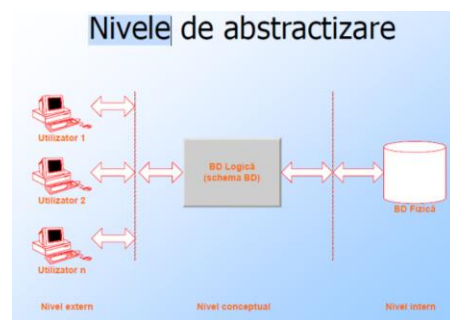 Nivele de abstractizare
Utilizator 1
Utilizator 2
Utilizator n
BD Logică
(schema BD)
BD Fizică
Nivel extern
Nivel conceptual
Nivel intern